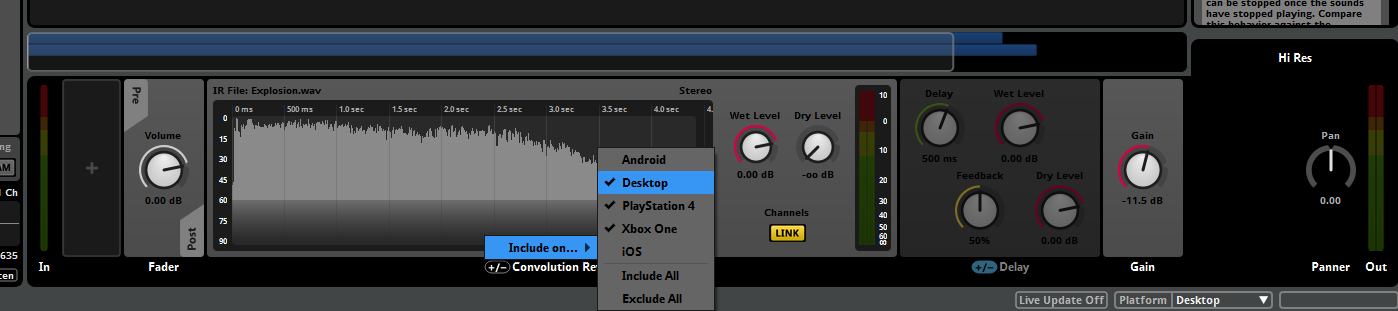 can be stopped once the sounds
have stopped playing. Compare
this behavior against the
Hi Res
Pre
Volume
0.00 dB
Post
IR File: Explosion.wav
Stereo
0 ms 500 ms 1.0 sec 1.5 sec 2.0 sec 2.5 sec 3.0 sec 3.5 sec 4.0 sec 4.
0
15
30
45
60
75
90
Include on...
Android
Desktop
PlayStation 4
Xbox One
iOS
Include All
Exclude All
Wet Level Dry Level
0.00 dB -oo dB
Channels
LINK
10
0
10
20
30
40
50
60
Delay Wet Level
500 ms 0.00 dB
Feedback Dry Level
50% 0.00 dB
Gain
-11.5 dB
Pan
0.00
ng
AM
Ch
635
ten
In
Fader
+/- Convolution Rev
+/- Delay
Gain
Panner
Out
Live Update Off Platform Desktop